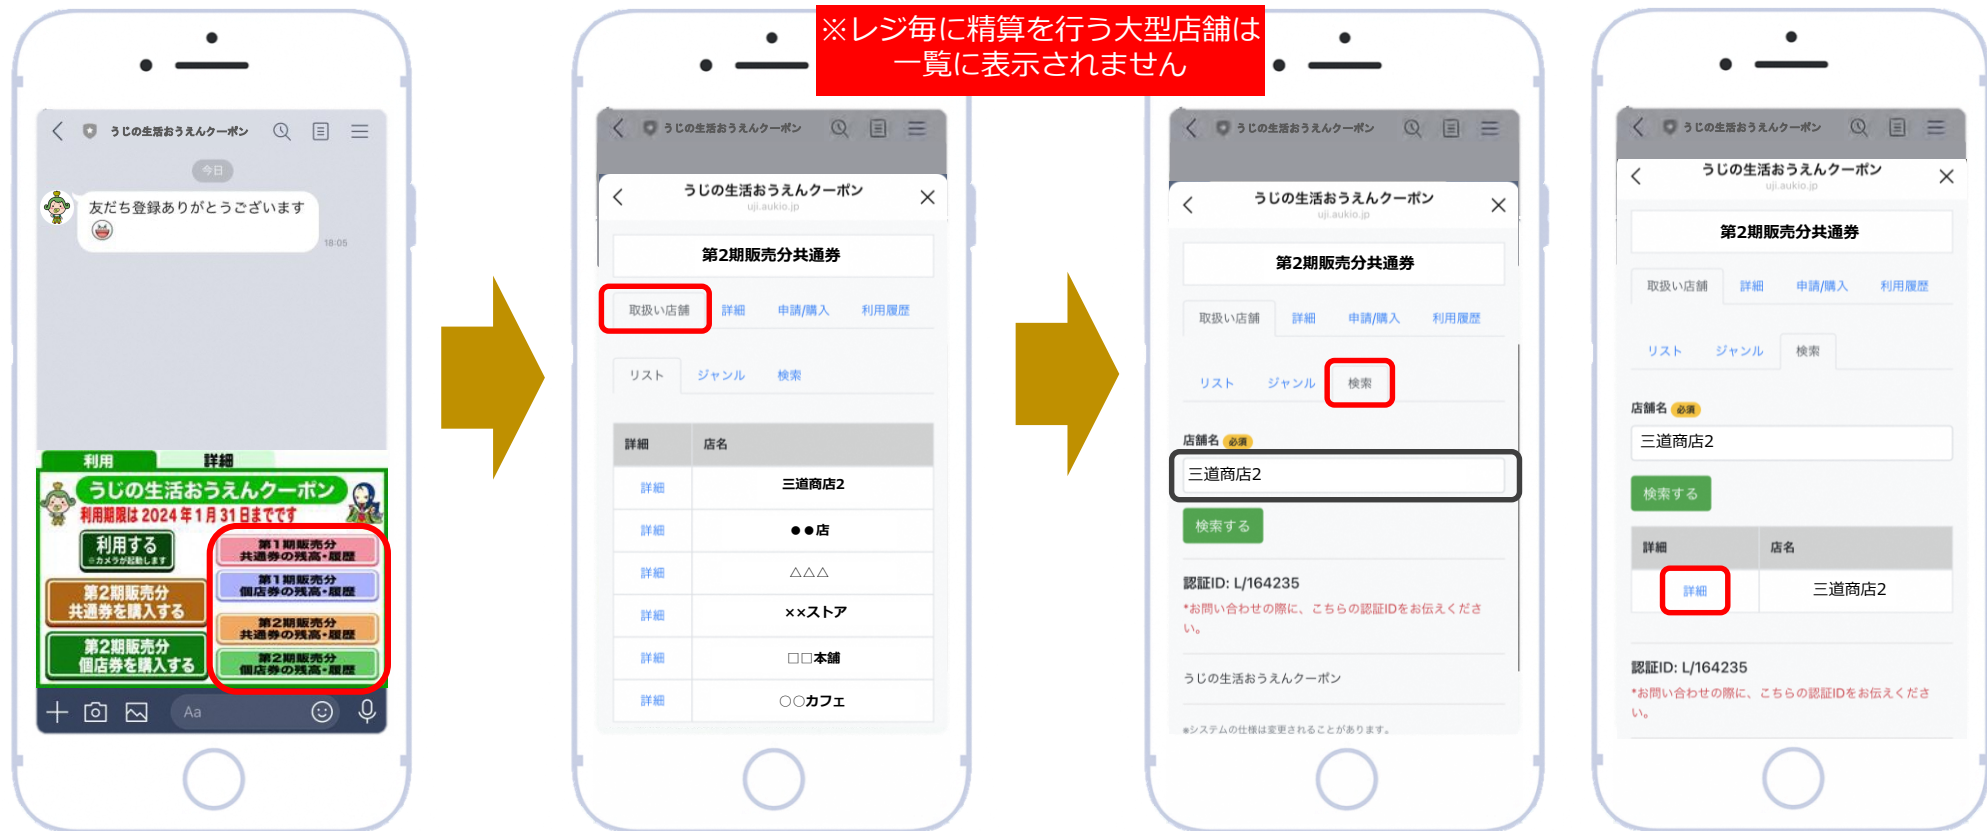 ※レジ毎に精算を行う大型店舗は
一覧に表示されません
うじの生活おうえんクーポン
今日
友だち登録ありがとうございます
18:05
利用 詳細
うじの生活おうえんクーポン
利用期限は2024年1月31日までです
利用する
※カメラが起動します
第1期販売分
共通券の残高・履歴
第1期販売分
個店券の残高・履歴
第2期販売分
共通券を購入する
第2期販売分
共通券の残高・履歴
第2期販売分
個店券を購入する
第2期販売分
個店券の残高・履歴
Aa
うじの生活おうえんクーポン
うじの生活おうえんクーポン
uji.aukio.jp
第2期販売分共通券
取扱い店舗 詳細 申請/購入 利用履歴
リスト ジャンル 検索
詳細 店名
詳細 三道商店2
詳細 ●●店
詳細 △△△
詳細 ××ストア
詳細 □□本舗
詳細 ○○カフェ
うじの生活おうえんクーポン
うじの生活おうえんクーポン
uji.aukio.jp
第2期販売分共通券
取扱い店舗 詳細 申請/購入 利用履歴
リスト ジャンル 検索
店舗名 必須
三道商店2
検索する
認証ID: L/164235
*お問い合わせの際に、こちらの認証IDをお伝えくださ
い。
うじの生活おうえんクーポン
※システムの仕様は変更されることがあります。
うじの生活おうえんクーポン
うじの生活おうえんクーポン
uji.aukio.jp
第2期販売分共通券
取扱い店舗 詳細 申請/購入 利用履歴
リスト ジャンル 検索
店舗名 必須
三道商店2
検索する
詳細 店名
詳細 三道商店2
認証ID: L/164235
*お問い合わせの際に、こちらの認証IDをお伝えくださ
い。